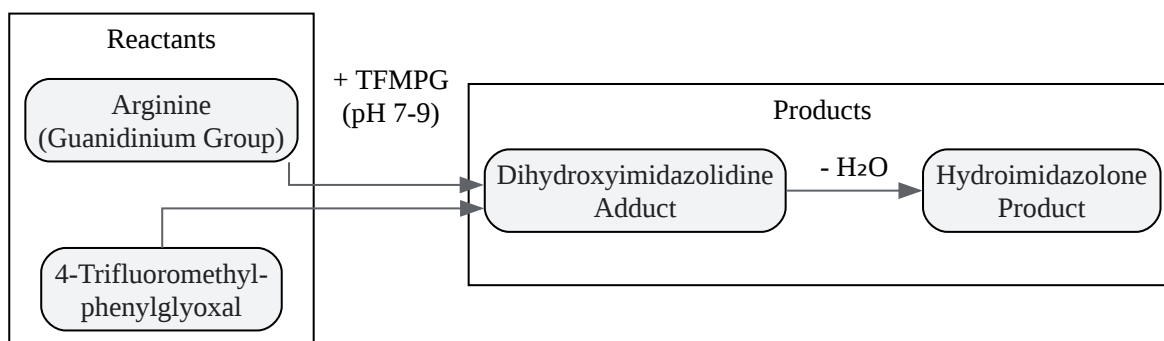 Reactants
Arginine
(Guanidinium Group)
4-Trifluoromethyl-
phenylglyoxal
+ TFMPG
(pH 7-9)
Products
Dihydroxyimidazolidine
Adduct
- H₂O
Hydroimidazolone
Product